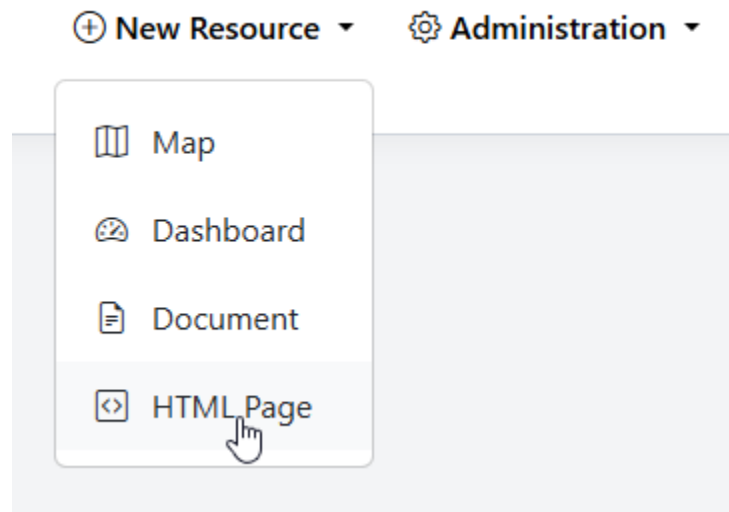 New Resource Administration
Map
Dashboard
Document
HTML Page